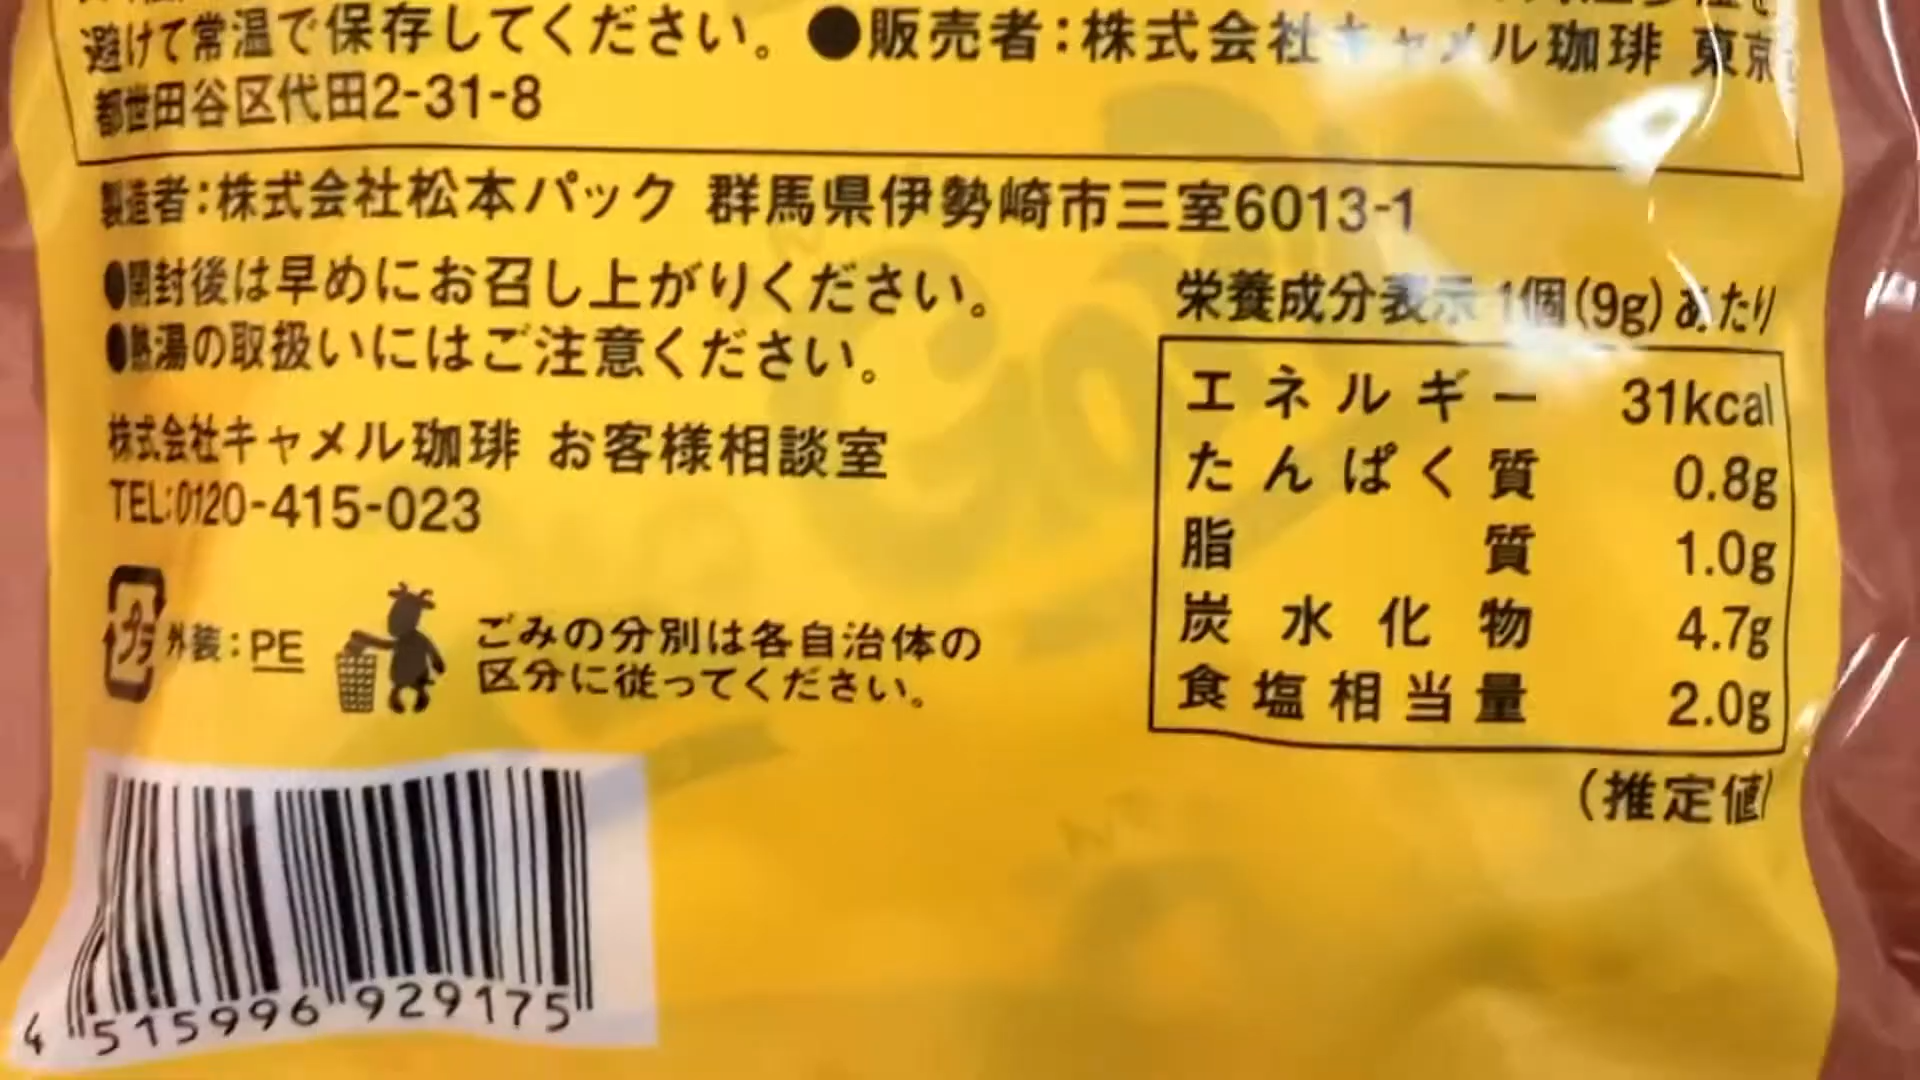 避けて常温で保存してください。●販売者:株式会社キャメル珈琲 東京
都世田谷区代田2-31-8
製造者:株式会社松本パック 群馬県伊勢崎市三室6013-1
●開封後は早めにお召し上がりください。
●熱湯の取扱いにはご注意ください。
株式会社キャメル珈琲 お客様相談室
TEL:0120-415-023
プラ 外装:PE
ごみの分別は各自治体の
区分に従ってください。
4 515996 929175
栄養成分表示 1個(9g)あたり
エネルギー 31kcal
たんぱく質 0.8g
脂質 1.0g
炭水化物 4.7g
食塩相当量 2.0g
(推定値)